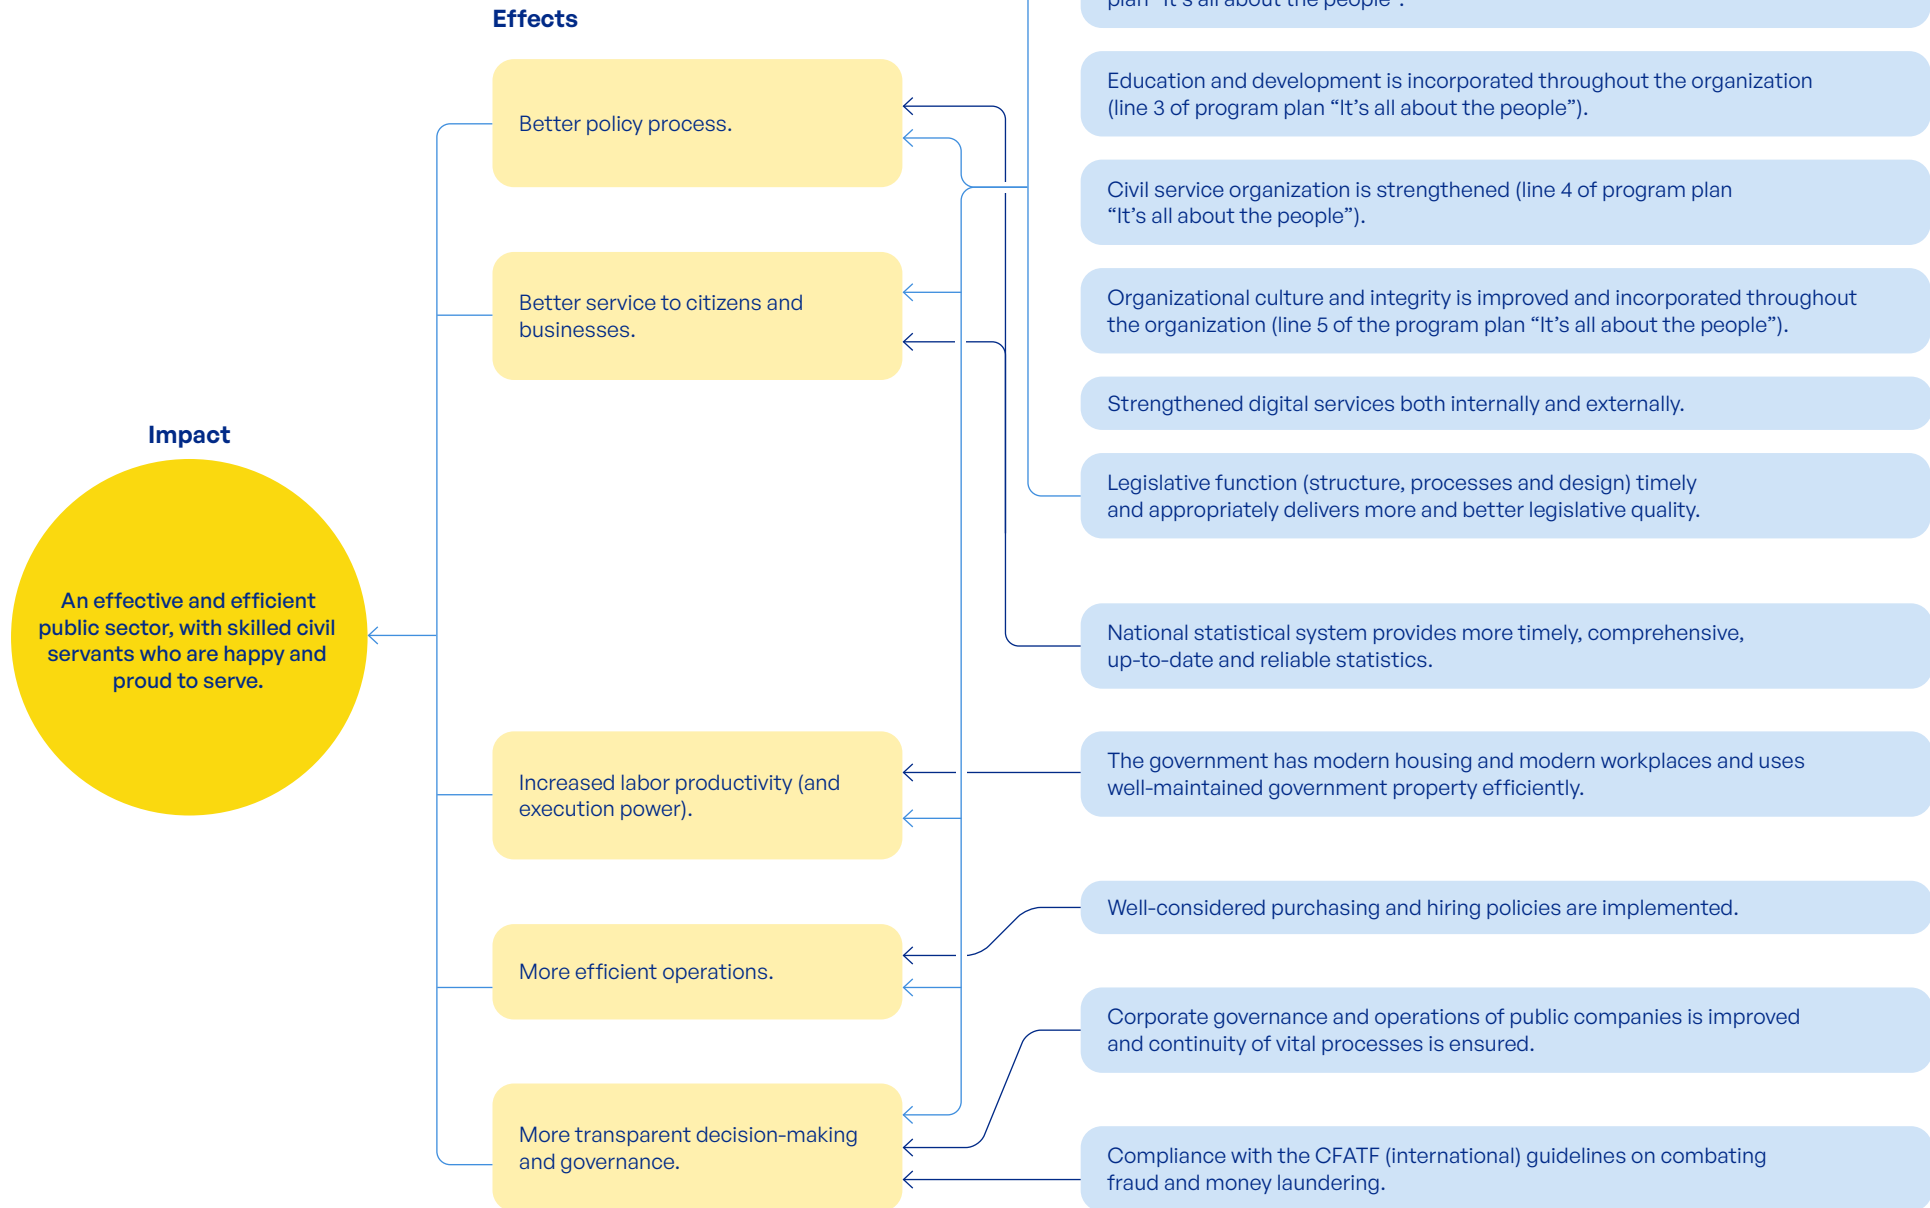 Effects
plan “It’s all about the people”.
Better policy process.
Better service to citizens and
businesses.
Increased labor productivity (and
execution power).
More efficient operations.
More transparent decision-making
and governance.
Impact
An effective and efficient
public sector, with skilled civil
servants who are happy and
proud to serve.
Education and development is incorporated throughout the organization
(line 3 of program plan “It’s all about the people”).
Civil service organization is strengthened (line 4 of program plan
“It’s all about the people”).
Organizational culture and integrity is improved and incorporated throughout
the organization (line 5 of the program plan “It’s all about the people”).
Strengthened digital services both internally and externally.
Legislative function (structure, processes and design) timely
and appropriately delivers more and better legislative quality.
National statistical system provides more timely, comprehensive,
up-to-date and reliable statistics.
The government has modern housing and modern workplaces and uses
well-maintained government property efficiently.
Well-considered purchasing and hiring policies are implemented.
Corporate governance and operations of public companies is improved
and continuity of vital processes is ensured.
Compliance with the CFATF (international) guidelines on combating
fraud and money laundering.